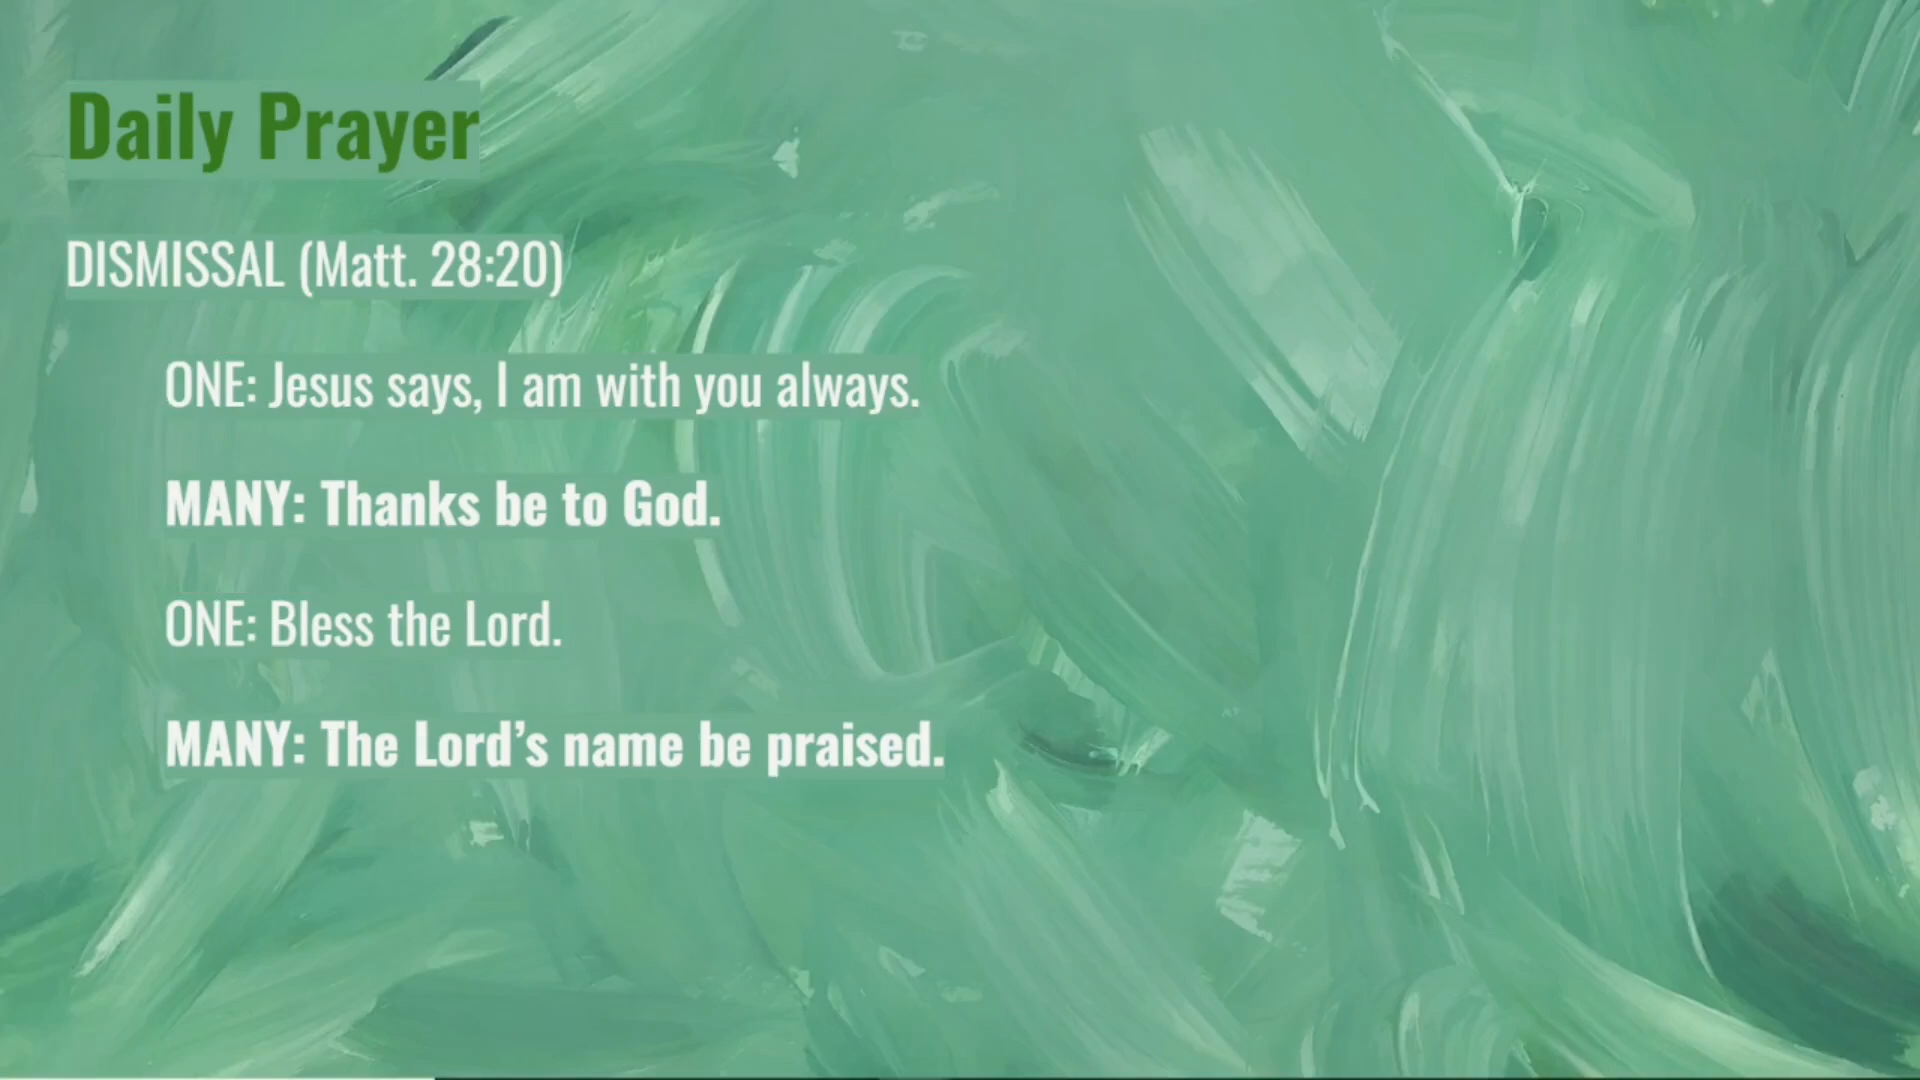 Daily Prayer
DISMISSAL (Matt. 28:20)
ONE: Jesus says, I am with you always.
MANY: Thanks be to God.
ONE: Bless the Lord.
MANY: The Lord’s name be praised.